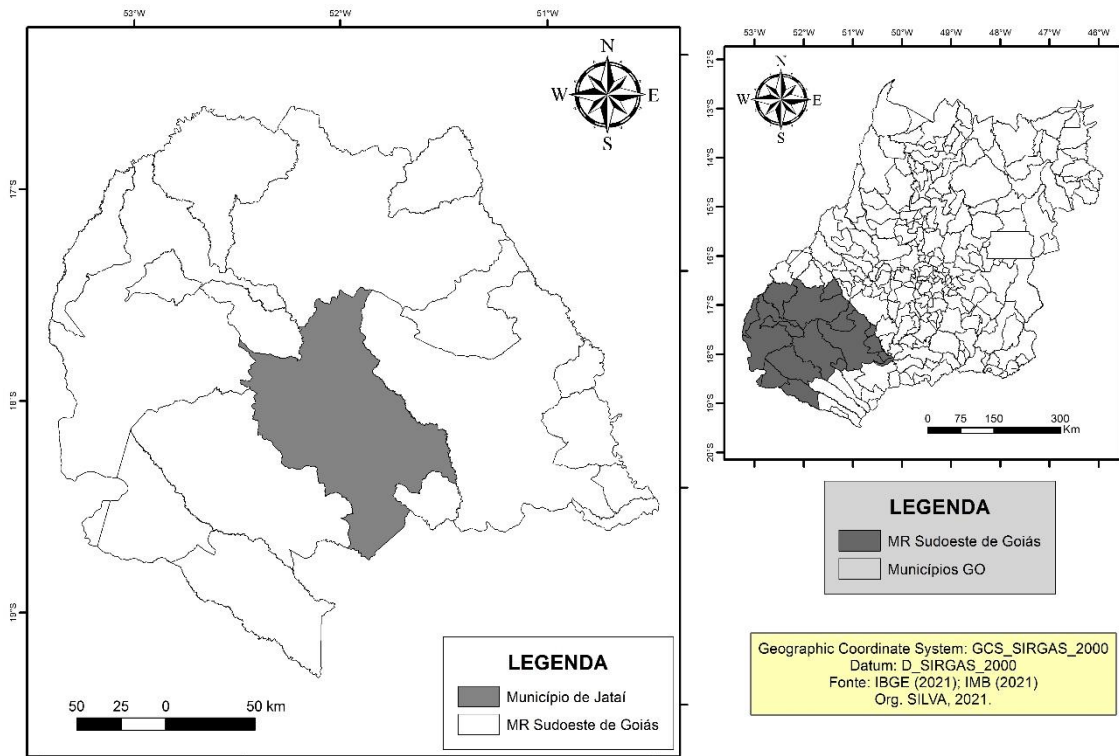 53°W 52°W 51°W
N
W E
S
17°S
18°S
19°S
50 25 0 50 km
LEGENDA
Município de Jataí
MR Sudoeste de Goiás
53°W 52°W 51°W 50°W 49°W 48°W 47°W 46°W
N
W E
S
12°S
13°S
14°S
15°S
16°S
17°S
18°S
19°S
20°S
0 75 150 300
Km
LEGENDA
MR Sudoeste de Goiás
Municípios GO
Geographic Coordinate System: GCS_SIRGAS_2000
Datum: D_SIRGAS_2000
Fonte: IBGE (2021); IMB (2021)
Org. SILVA, 2021.